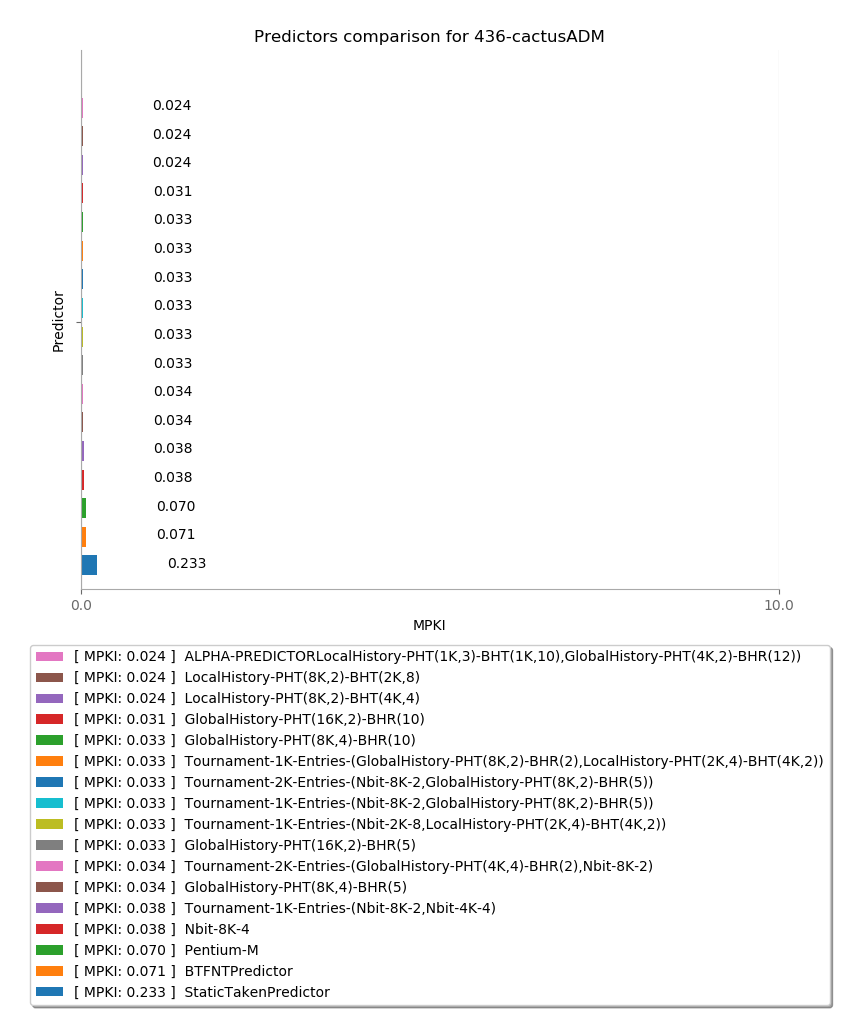 Predictors comparison for 436-cactusADM
0.024
0.024
0.024
0.031
0.033
0.033
0.033
0.033
0.033
0.033
0.034
0.034
0.038
0.038
0.070
0.071
0.233
Predictor
0.0
10.0
MPKI
[ MPKI: 0.024 ] ALPHA-PREDICTORLocalHistory-PHT(1K,3)-BHT(1K,10),GlobalHistory-PHT(4K,2)-BHR(12))
[ MPKI: 0.024 ] LocalHistory-PHT(8K,2)-BHT(2K,8)
[ MPKI: 0.024 ] LocalHistory-PHT(8K,2)-BHT(4K,4)
[ MPKI: 0.031 ] GlobalHistory-PHT(16K,2)-BHR(10)
[ MPKI: 0.033 ] GlobalHistory-PHT(8K,4)-BHR(10)
[ MPKI: 0.033 ] Tournament-1K-Entries-(GlobalHistory-PHT(8K,2)-BHR(2),LocalHistory-PHT(2K,4)-BHT(4K,2))
[ MPKI: 0.033 ] Tournament-2K-Entries-(Nbit-8K-2,GlobalHistory-PHT(8K,2)-BHR(5))
[ MPKI: 0.033 ] Tournament-1K-Entries-(Nbit-8K-2,GlobalHistory-PHT(8K,2)-BHR(5))
[ MPKI: 0.033 ] Tournament-1K-Entries-(Nbit-2K-8,LocalHistory-PHT(2K,4)-BHT(4K,2))
[ MPKI: 0.033 ] GlobalHistory-PHT(16K,2)-BHR(5)
[ MPKI: 0.034 ] Tournament-2K-Entries-(GlobalHistory-PHT(4K,4)-BHR(2),Nbit-8K-2)
[ MPKI: 0.034 ] GlobalHistory-PHT(8K,4)-BHR(5)
[ MPKI: 0.038 ] Tournament-1K-Entries-(Nbit-8K-2,Nbit-4K-4)
[ MPKI: 0.038 ] Nbit-8K-4
[ MPKI: 0.070 ] Pentium-M
[ MPKI: 0.071 ] BTFNTPredictor
[ MPKI: 0.233 ] StaticTakenPredictor